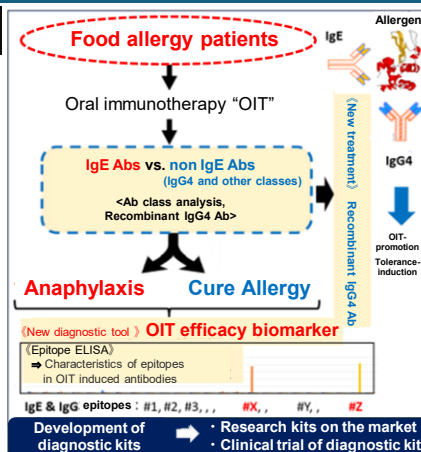 Food allergy patients
Oral immunotherapy “OIT”
IgE Abs vs. non IgE Abs
(IgG4 and other classes)
<Ab class analysis,
Recombinant IgG4 Ab>
Anaphylaxis
Cure Allergy
Allergen
IgE
IgG4
OIT-
promotion
Tolerance-
induction
《New treatment》 Recombinant IgG4 Ab
《New diagnostic tool 》 OIT efficacy biomarker
《Epitope ELISA》
⇒ Characteristics of epitopes
in OIT induced antibodies
IgE & IgG epitopes : #1, #2, #3, , , #X, , #Y, , #Z
Development of
diagnostic kits
・Research kits on the market
・Clinical trial of diagnostic kit